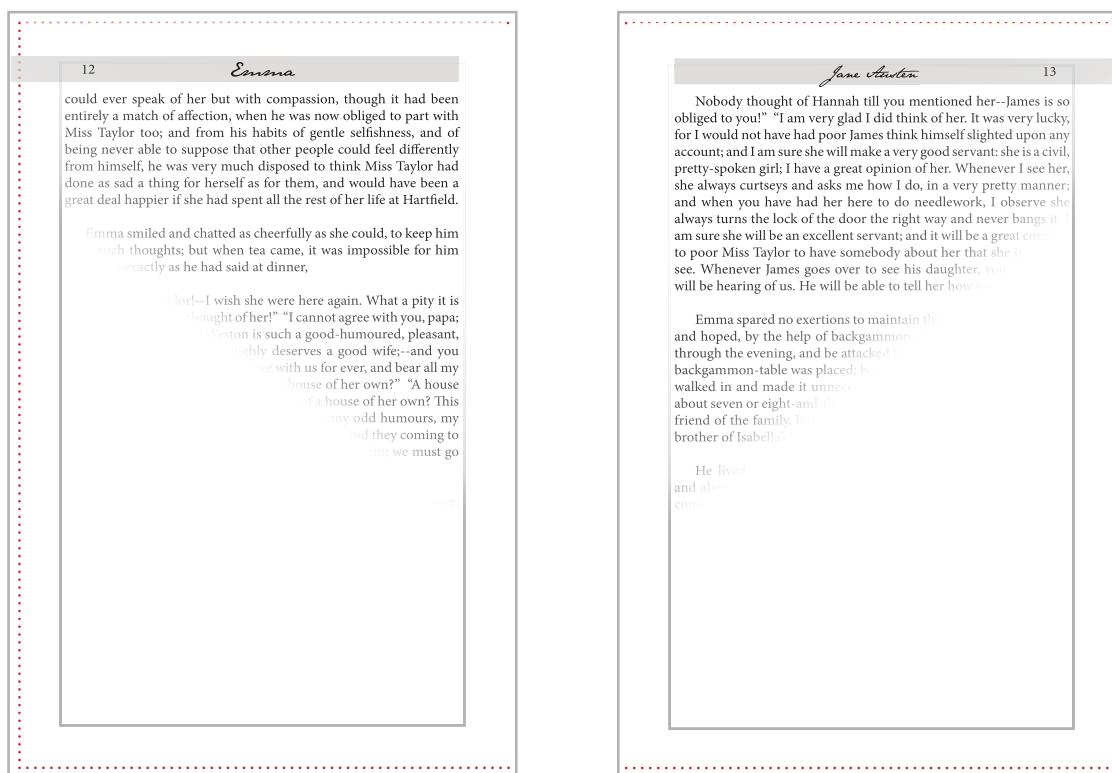 12
Emma
could ever speak of her but with compassion, though it had been
entirely a match of affection, when he was now obliged to part with
Miss Taylor too; and from his habits of gentle selfishness, and of
being never able to suppose that other people could feel differently
from himself, he was very much disposed to think Miss Taylor had
done as sad a thing for herself as for them, and would have been a
great deal happier if she had spent all the rest of her life at Hartfield.
Emma smiled and chatted as cheerfully as she could, to keep him
such thoughts; but when tea came, it was impossible for him
exactly as he had said at dinner,
I wish she were here again. What a pity it is
thought of her!” “I cannot agree with you, papa;
is such a good-humoured, pleasant,
deserves a good wife;--and you
with us for ever, and bear all my
house of her own?” “A house
of a house of her own? This
any odd humours, my
and they coming to
we must go
Jane Austen
13
Nobody thought of Hannah till you mentioned her--James is so
obliged to you!” “I am very glad I did think of her. It was very lucky,
for I would not have had poor James think himself slighted upon any
account; and I am sure she will make a very good servant: she is a civil,
pretty-spoken girl; I have a great opinion of her. Whenever I see her,
she always curtseys and asks me how I do, in a very pretty manner;
and when you have had her here to do needlework, I observe she
always turns the lock of the door the right way and never bangs it. I
am sure she will be an excellent servant; and it will be a great
to poor Miss Taylor to have somebody about her that she is
see. Whenever James goes over to see his daughter,
will be hearing of us. He will be able to tell her how
Emma spared no exertions to maintain
and hoped, by the help of backgammon,
through the evening, and be attacked
backgammon-table was placed;
walked in and made it
about seven or
friend of the family,
brother of Isabella's
He lived
and